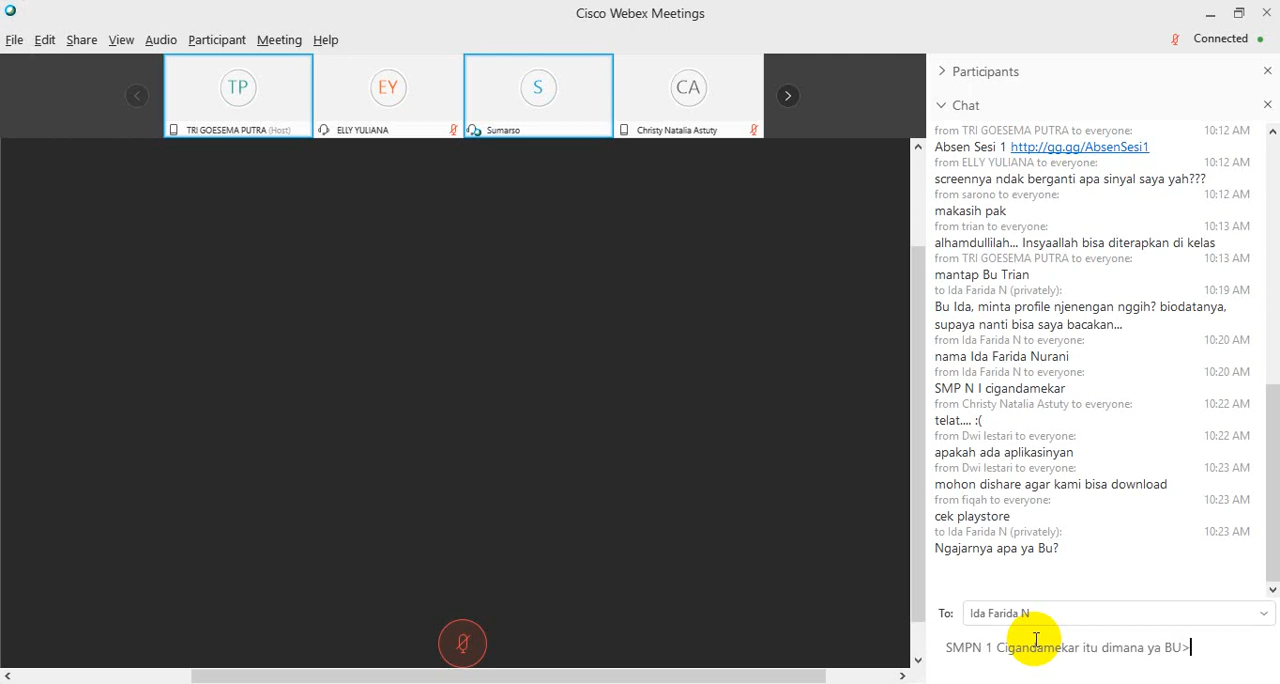 Cisco Webex Meetings
File Edit Share View Audio Participant Meeting Help
Connected
TP
TRI GOESEMA PUTRA (Host)
EY
ELLY YULIANA
S
Sumarso
CA
Christy Natalia Astuty
Participants
Chat
from TRI GOESEMA PUTRA to everyone: 10:12 AM
Absen Sesi 1 http://gg.gg/AbsenSesi1
from ELLY YULIANA to everyone: 10:12 AM
screennya ndak berganti apa sinyal saya yah???
from sarono to everyone: 10:12 AM
makasih pak
from trian to everyone: 10:13 AM
alhamdullilah... Insyaallah bisa diterapkan di kelas
from TRI GOESEMA PUTRA to everyone: 10:13 AM
mantap Bu Trian
to Ida Farida N (privately): 10:19 AM
Bu Ida, minta profile njenengan nggih? biodatanya,
supaya nanti bisa saya bacakan...
from Ida Farida N to everyone: 10:20 AM
nama Ida Farida Nurani
from Ida Farida N to everyone: 10:20 AM
SMP N I cigandamekar
from Christy Natalia Astuty to everyone: 10:22 AM
telat.... :(
from Dwi lestari to everyone: 10:22 AM
apakah ada aplikasinyan
from Dwi lestari to everyone: 10:23 AM
mohon dishare agar kami bisa download
from fiqah to everyone: 10:23 AM
cek playstore
to Ida Farida N (privately): 10:23 AM
Ngajarnya apa ya Bu?
To: Ida Farida N
SMPN 1 Cigandamekar itu dimana ya BU>